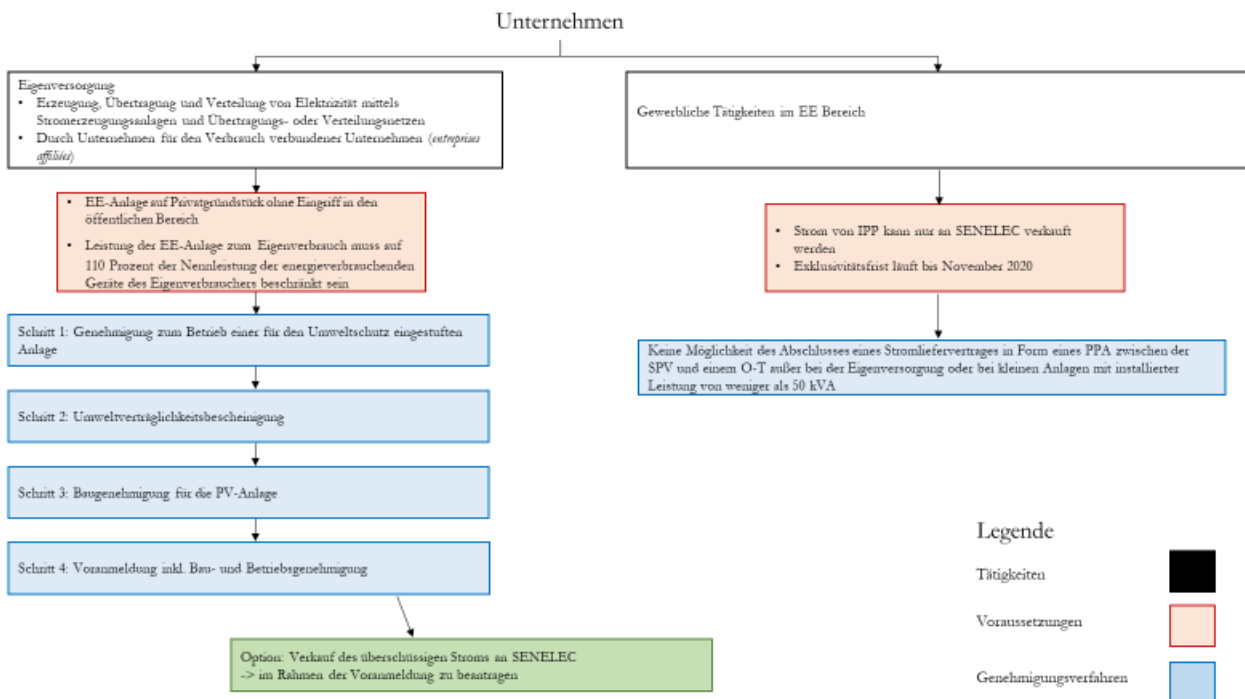 Unternehmen
Eigenversorgung
• Erzeugung, Übertragung und Verteilung von Elektrizität mittels
Stromerzeugungsanlagen und Übertragungs- oder Verteilungsnetzen
• Durch Unternehmen für den Verbrauch verbundener Unternehmen (entreprises
affiliées)
• EE-Anlage auf Privatgrundstück ohne Eingriff in den
öffentlichen Bereich
• Leistung der EE-Anlage zum Eigenverbrauch muss auf
110 Prozent der Nennleistung der energieverbrauchenden
Geräte des Eigenverbrauchers beschränkt sein
Schritt 1: Genehmigung zum Betrieb einer für den Umweltschutz eingestuften
Anlage
Schritt 2: Umweltverträglichkeitsbescheinigung
Schritt 3: Baugenehmigung für die PV-Anlage
Schritt 4: Voranmeldung inkl. Bau- und Betriebsgenehmigung
Option: Verkauf des überschüssigen Stroms an SENELEC
-> im Rahmen der Voranmeldung zu beantragen
Gewerbliche Tätigkeiten im EE Bereich
• Strom von IPP kann nur an SENELEC verkauft
werden
• Exklusivitätsfrist läuft bis November 2020
Keine Möglichkeit des Abschlusses eines Stromliefervertrages in Form eines PPA zwischen der
SPV und einem O-T außer bei der Eigenversorgung oder bei kleinen Anlagen mit installierter
Leistung von weniger als 50 kVA
Legende
Tätigkeiten
Voraussetzungen
Genehmigungsverfahren